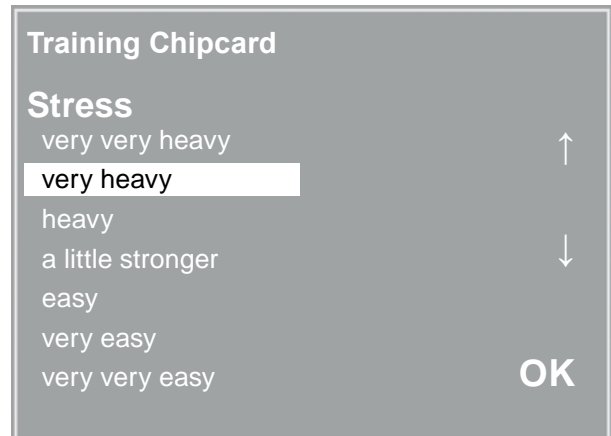 Training Chipcard
Stress
very very heavy
↑
very heavy
heavy
a little stronger
↓
easy
very easy
very very easy
OK